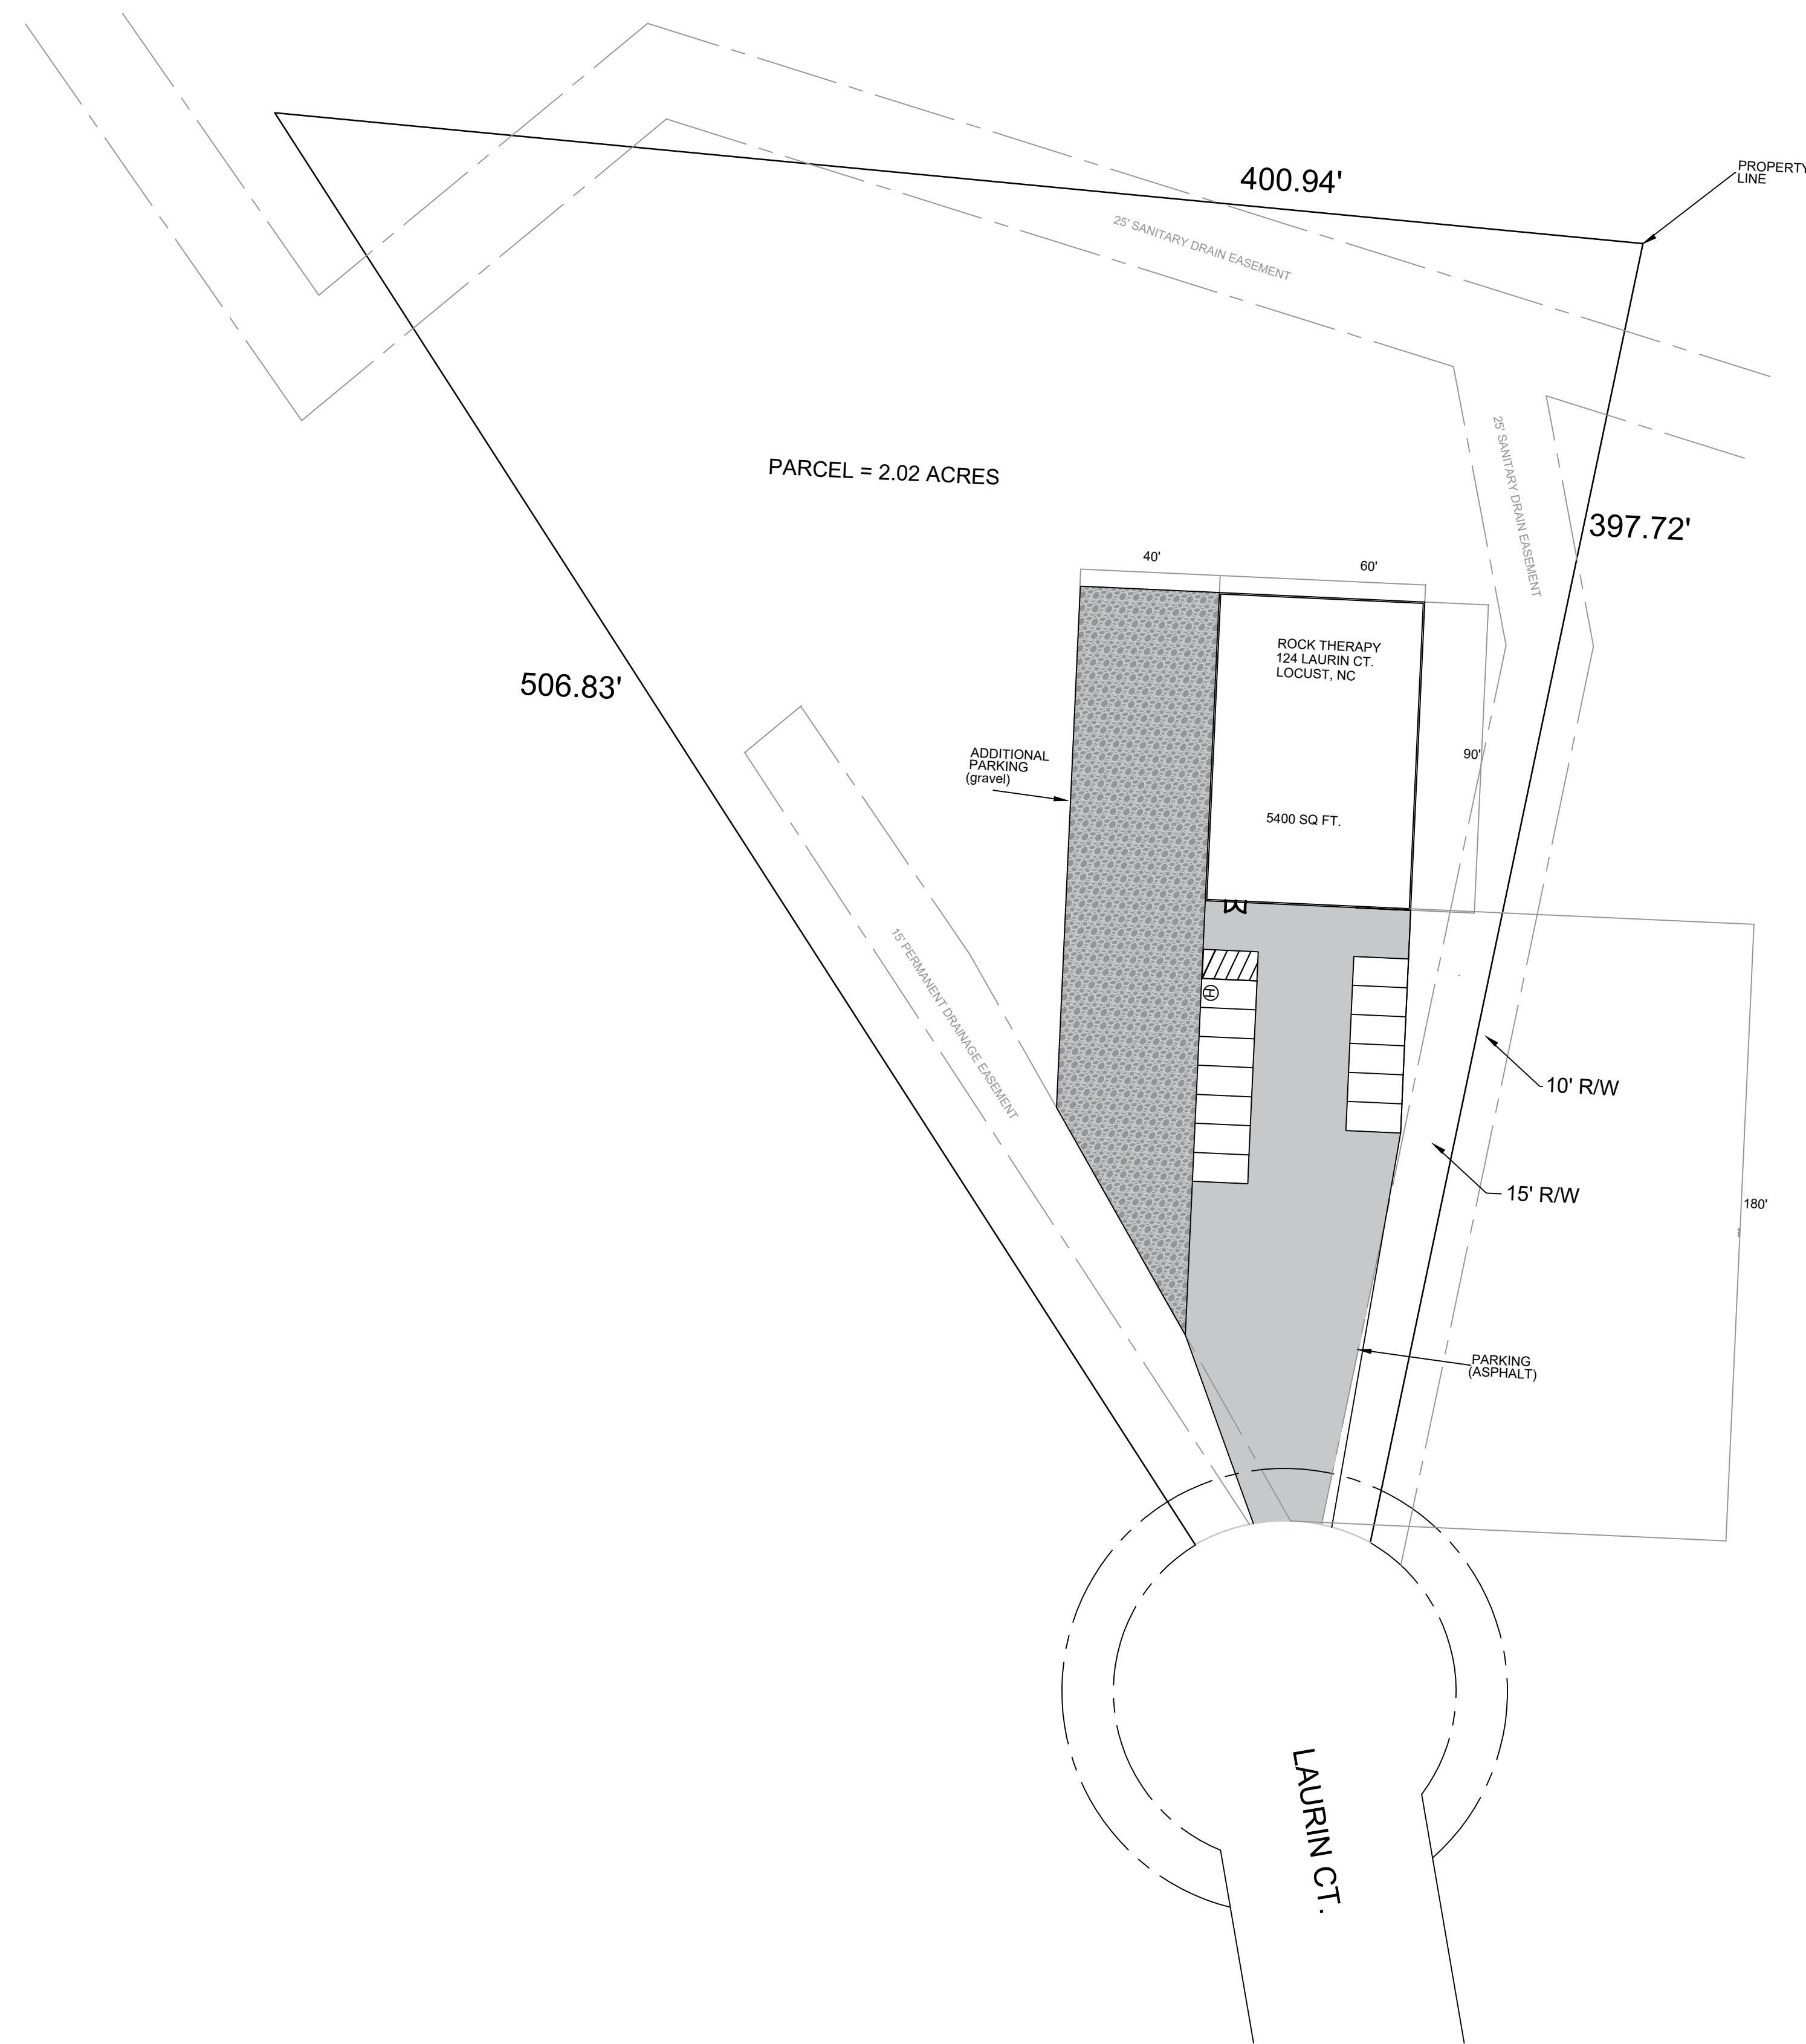 400.94'
PROPERTY
LINE
25' SANITARY DRAIN EASEMENT
25' SANITARY DRAIN EASEMENT
PARCEL = 2.02 ACRES
397.72'
40'
60'
ROCK THERAPY
124 LAURIN CT.
LOCUST, NC
506.83'
ADDITIONAL
PARKING
(gravel)
90'
5400 SQ FT.
15' PERMANENT DRAINAGE EASEMENT
H
10' R/W
15' R/W
180'
PARKING
(ASPHALT)
LAURIN CT.